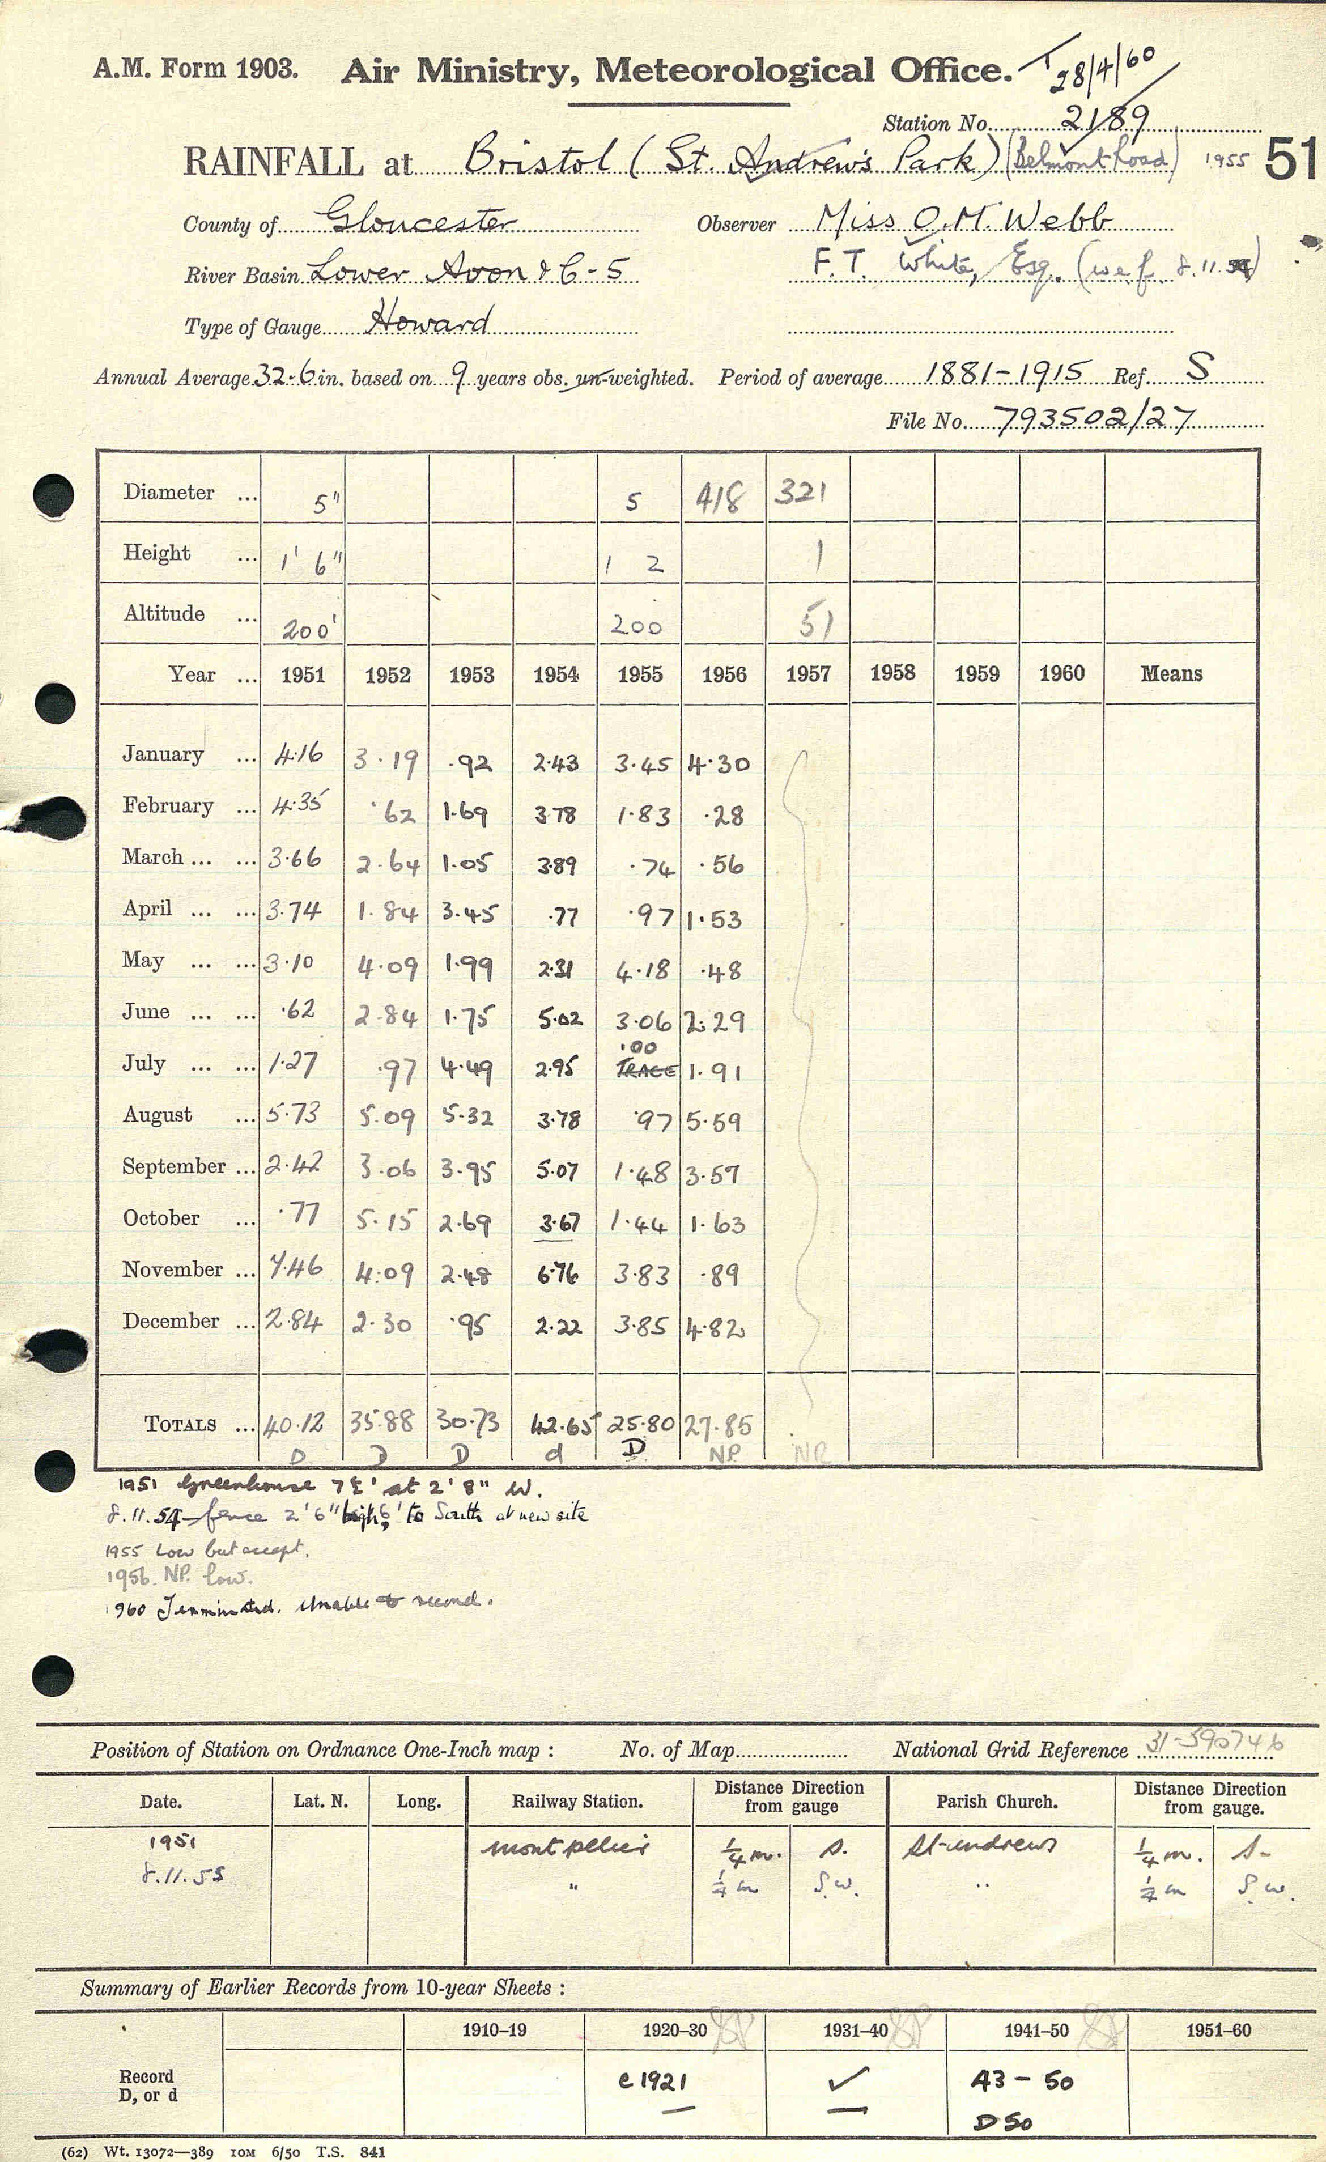 A.M. Form 1903. Air Ministry, Meteorological Office. T 28/4/60
Station No. 2189
RAINFALL at Bristol (St. Andrew's Park) (Belmont Road) 1955 51
County of Gloucester Observer Miss O.M. Webb
River Basin Lower Avon & C-5 F.T. White, Esq. (w.e.f. 8.11.54)
Type of Gauge Howard
Annual Average 32.6 in. based on 9 years obs. un-weighted. Period of average 1881-1915 Ref. S
File No. 793502/27
Diameter ... 5" 5 418 321
Height ... 1' 6" 1 2 1
Altitude ... 200' 200 51
Year ... 1951 1952 1953 1954 1955 1956 1957 1958 1959 1960 Means
January ... 4.16 3.19 .92 2.43 3.45 4.30
February ... 4.35 .62 1.69 3.78 1.83 .28
March ... ... 3.66 2.64 1.05 3.89 .74 .56
April ... ... 3.74 1.84 3.45 .77 .97 1.53
May ... ... 3.10 4.09 1.99 2.31 4.18 .48
June ... ... .62 2.84 1.75 5.02 3.06 2.29
.00
July ... ... 1.27 .97 4.49 2.95 TRACE 1.91
August ... 5.73 5.09 5.32 3.78 .97 5.59
September ... 2.42 3.06 3.95 5.07 1.48 3.57
October ... .77 5.15 2.69 3.67 1.44 1.63
November ... 7.46 4.09 2.48 6.76 3.83 .89
December ... 2.84 2.30 .95 2.22 3.85 4.82
TOTALS ... 40.12 35.88 30.73 42.65 25.80 27.85
D D D d D NP. NR
1951 Greenhouse 7½' at 2' 8" W.
8.11.54 – fence 2' 6" high, 6' to South at new site
1955 Low but accept.
1956. NP. Low.
1960 Terminated. Unable to record.
Position of Station on Ordnance One-Inch map : No. of Map National Grid Reference 31-590746
Date. Lat. N. Long. Railway Station. Distance Direction from gauge Parish Church. Distance Direction from gauge.
1951 Montpelier ¼ m. S. St-andrews ¼ m. S-
8.11.55 " ¼ m S.W. " ¼ m S.W.
Summary of Earlier Records from 10-year Sheets :
1910–19 1920–30 1931–40 1941–50 1951–60
Record D, or d c1921 ✓ 43 – 50
D 50
(62) Wt. 13072—389 10M 6/50 T.S. 841